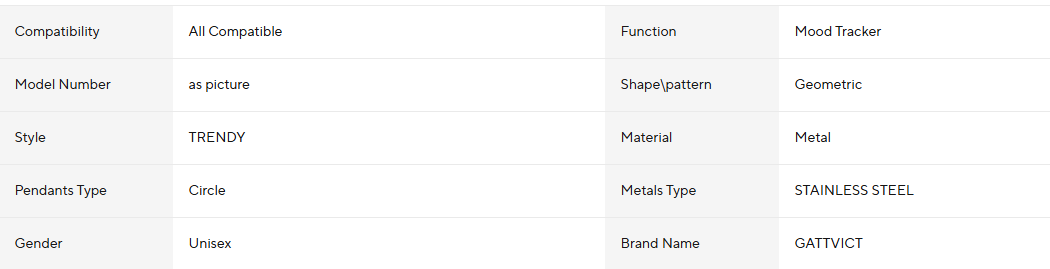 Compatibility All Compatible Function Mood Tracker
Model Number as picture Shape\pattern Geometric
Style TRENDY Material Metal
Pendants Type Circle Metals Type STAINLESS STEEL
Gender Unisex Brand Name GATTVICT